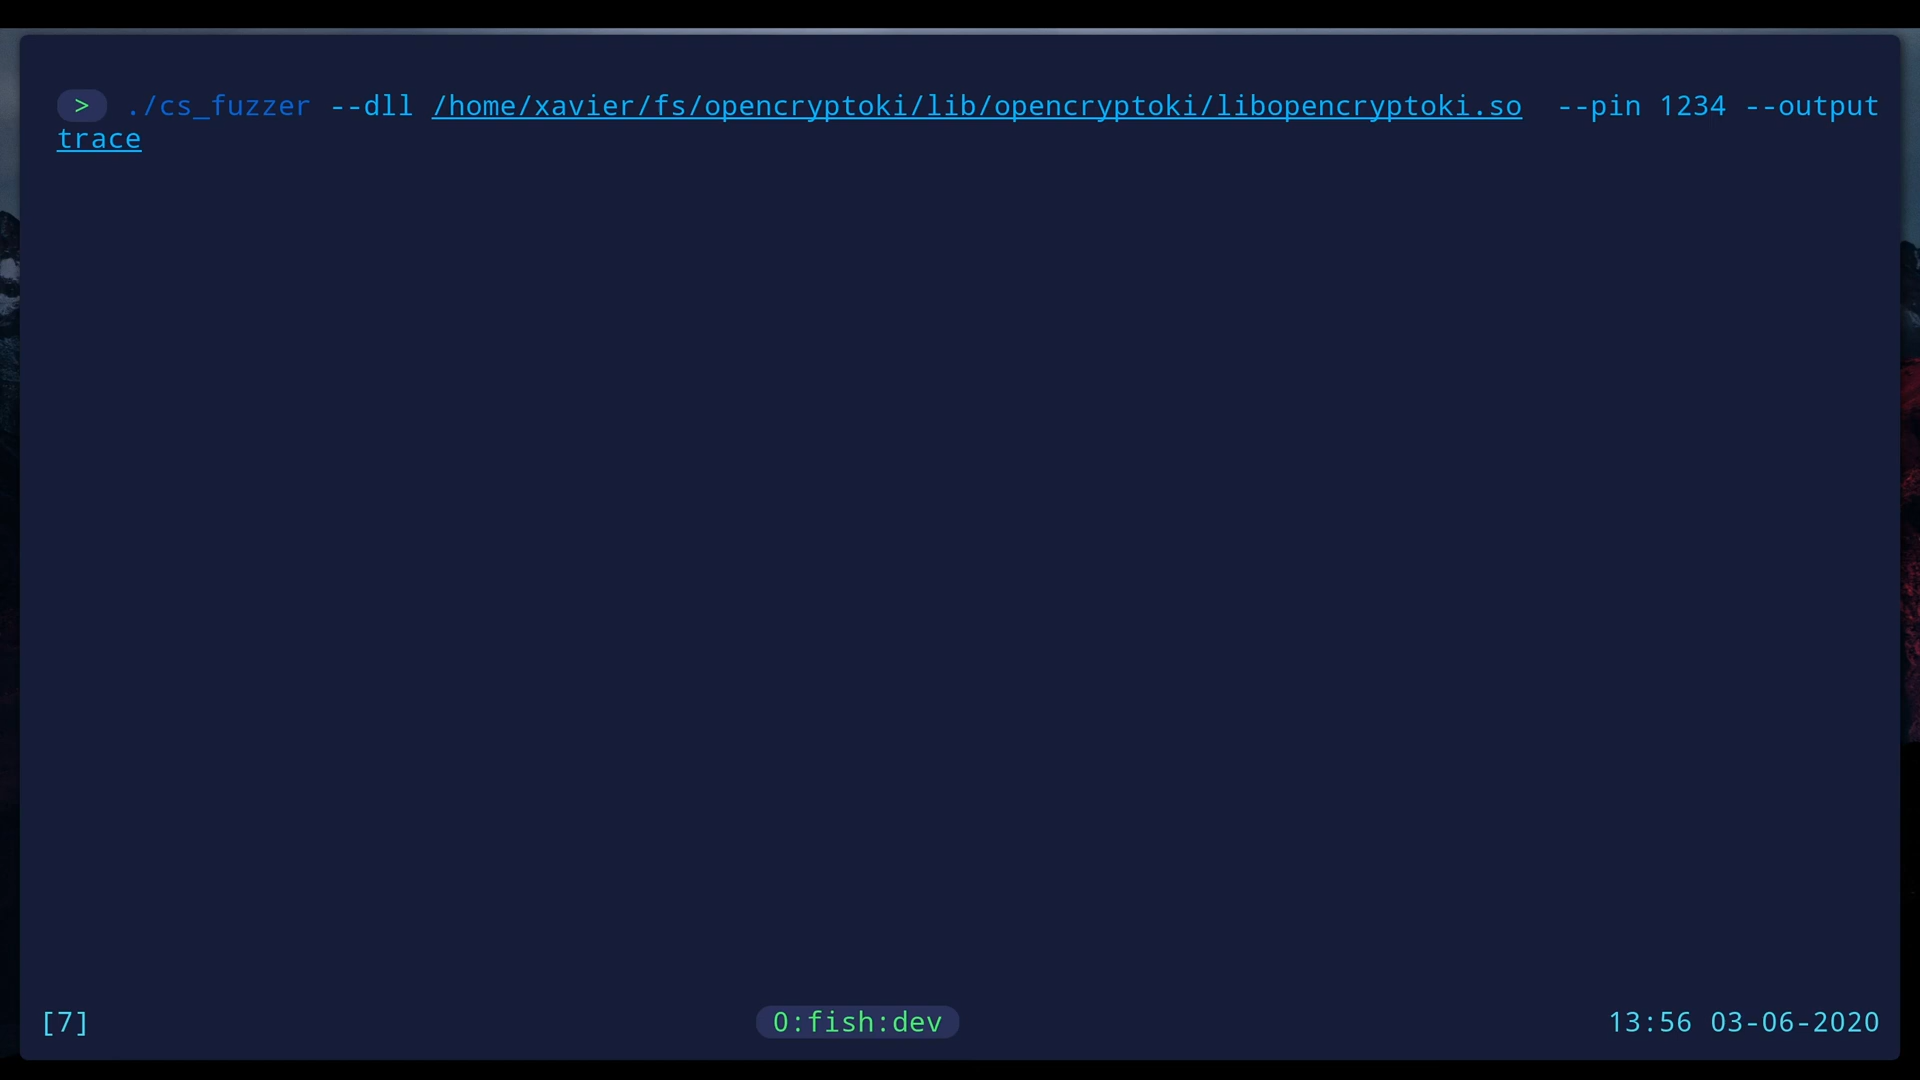 > ./cs_fuzzer --dll /home/xavier/fs/opencryptoki/lib/opencryptoki/libopencryptoki.so  --pin 1234 --output
trace
[7] 0:fish:dev 13:56 03-06-2020